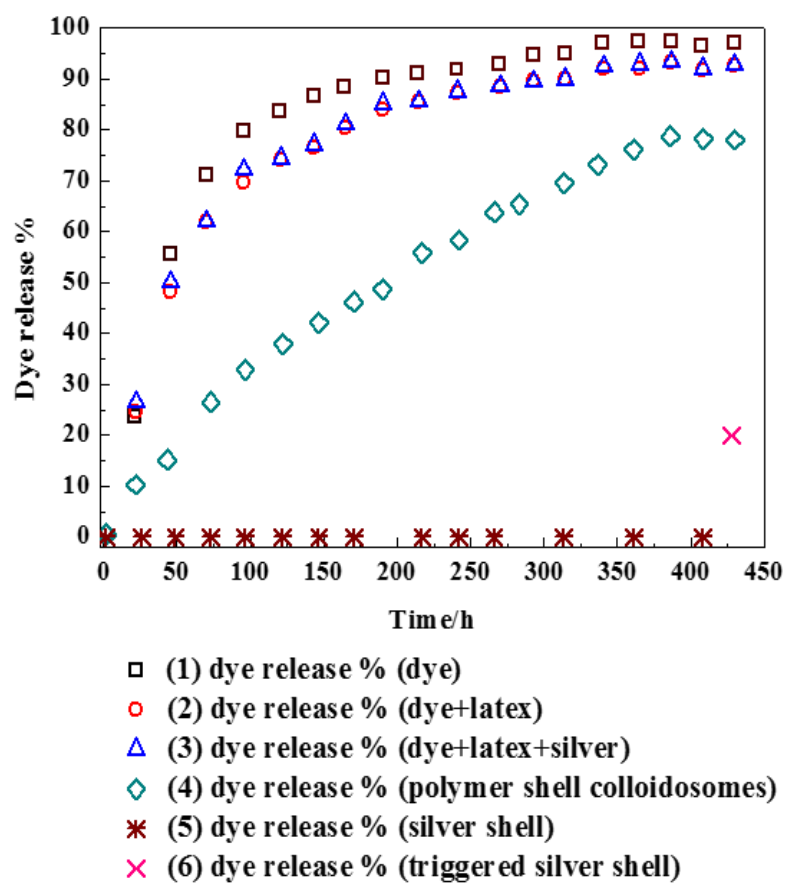 100
90
80
70
60
50
40
30
20
10
0
Dye release %
0 50 100 150 200 250 300 350 400 450
Time/h
(1) dye release % (dye)
(2) dye release % (dye+latex)
(3) dye release % (dye+latex+silver)
(4) dye release % (polymer shell colloidosomes)
(5) dye release % (silver shell)
(6) dye release % (triggered silver shell)